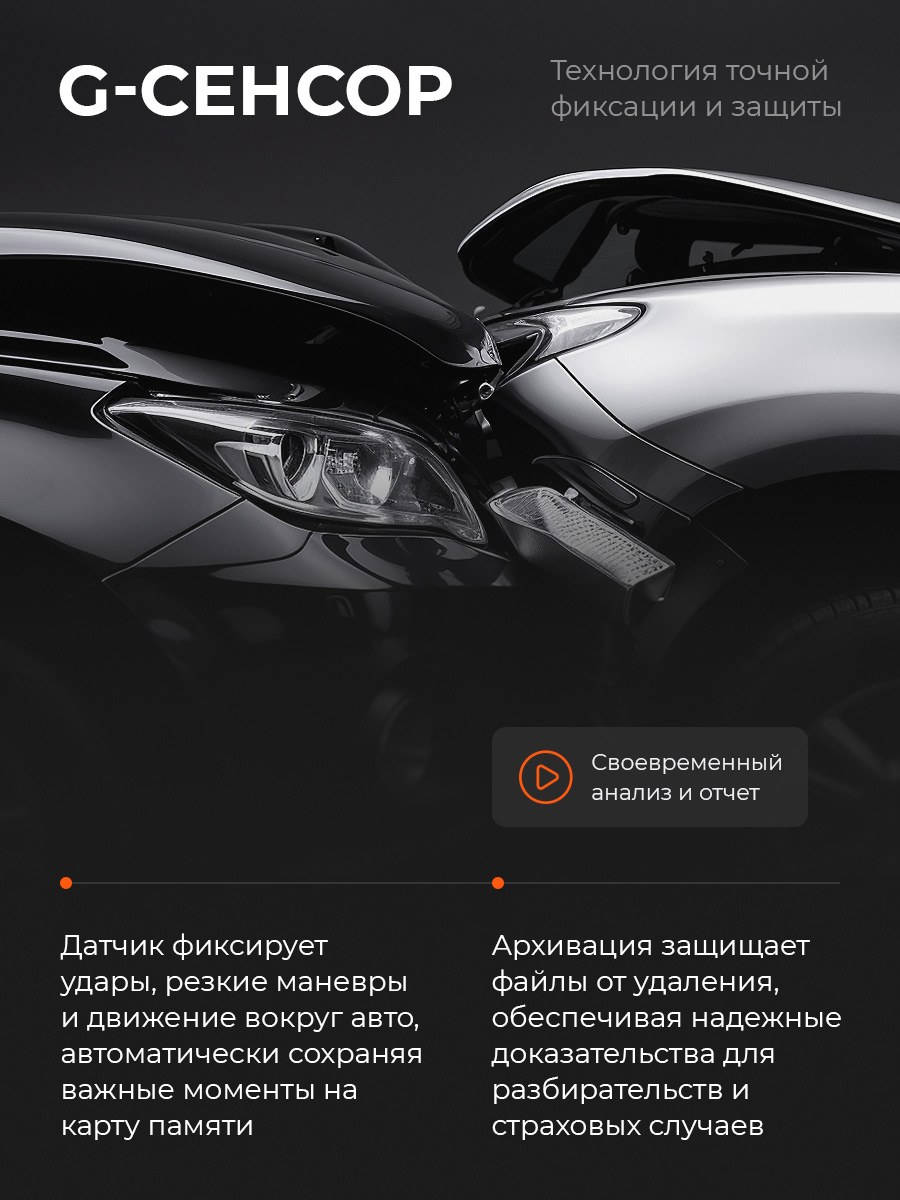 G-СЕНСОР
Технология точной
фиксации и защиты
Своевременный
анализ и отчет
Датчик фиксирует
удары, резкие маневры
и движение вокруг авто,
автоматически сохраняя
важные моменты на
карту памяти
Архивация защищает
файлы от удаления,
обеспечивая надежные
доказательства для
разбирательств и
страховых случаев